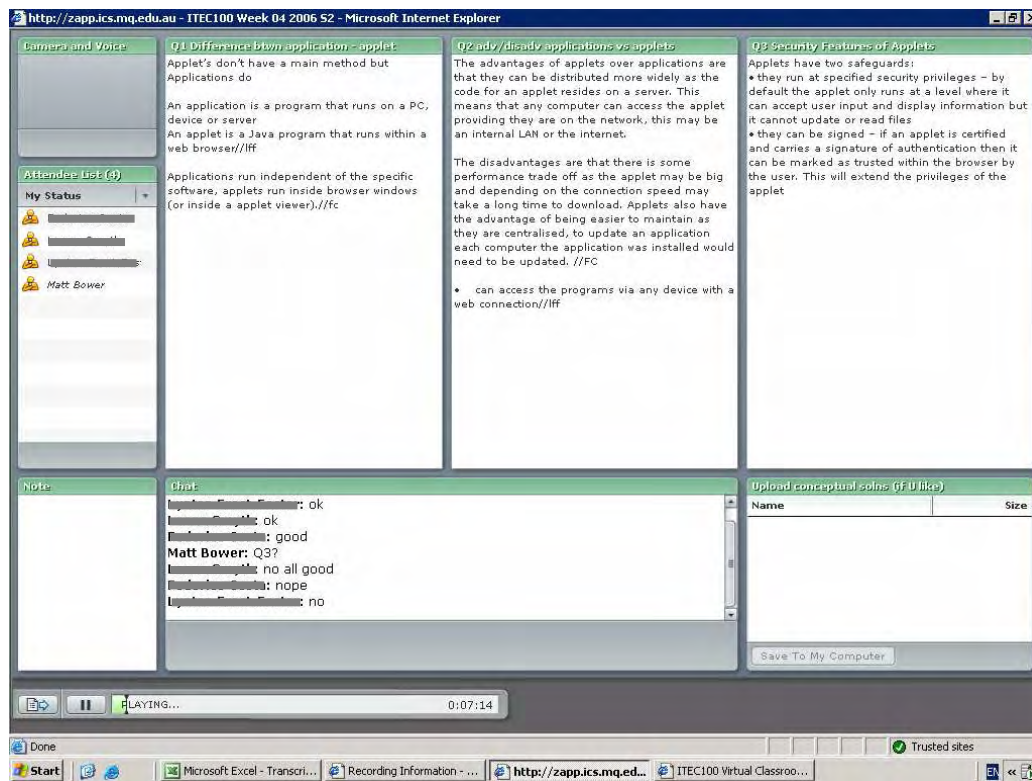 http://zapp.ics.mq.edu.au - ITEC100 Week 04 2006 S2 - Microsoft Internet Explorer
Camera and Voice
Attendee List (4)
My Status
Matt Bower
Q1 Difference btwn application - applet
Applet's don't have a main method but
Applications do
An application is a program that runs on a PC,
device or server
An applet is a Java program that runs within a
web browser//lff
Applications run independent of the specific
software, applets run inside browser windows
(or inside a applet viewer).//fc
Q2 adv/disadv applications vs applets
The advantages of applets over applications are
that they can be distributed more widely as the
code for an applet resides on a server. This
means that any computer can access the applet
providing they are on the network, this may be
an internal LAN or the internet.
The disadvantages are that there is some
performance trade off as the applet may be big
and depending on the connection speed may
take a long time to download. Applets also have
the advantage of being easier to maintain as
they are centralised, to update an application
each computer the application was installed would
need to be updated. //FC
• can access the programs via any device with a
web connection//lff
Q3 Security Features of Applets
Applets have two safeguards:
• they run at specified security privileges – by
default the applet only runs at a level where it
can accept user input and display information but
it cannot update or read files
• they can be signed – if an applet is certified
and carries a signature of authentication then it
can be marked as trusted within the browser by
the user. This will extend the privileges of the
applet
Note
Chat
: ok
: ok
: good
Matt Bower: Q3?
: no all good
: nope
: no
Upload conceptual solns (if U like)
Name Size
Save To My Computer
PLAYING... 0:07:14
Done
Trusted sites
Start
Microsoft Excel - Transcri...
Recording Information - ...
http://zapp.ics.mq.ed...
ITEC100 Virtual Classroo...
EN